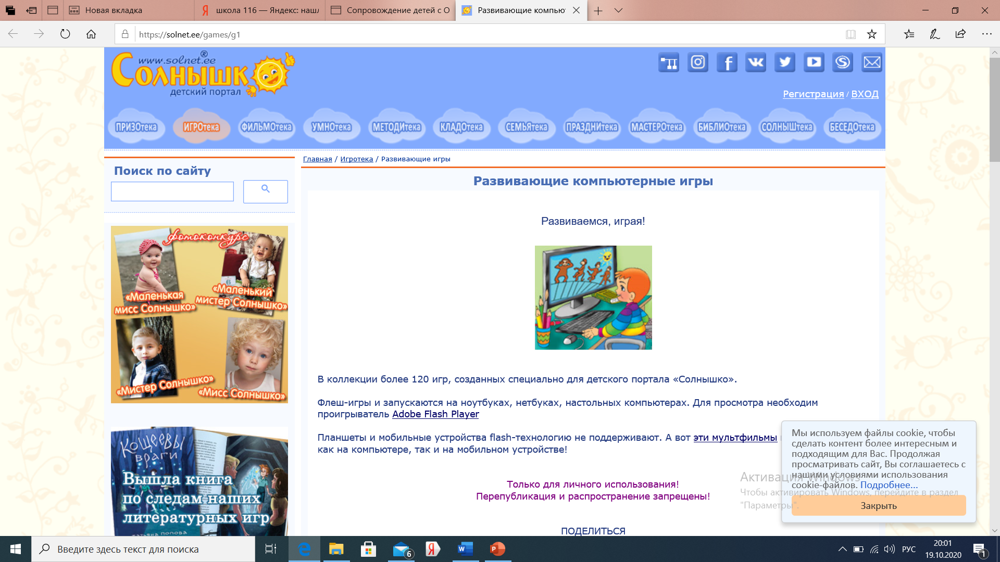 Новая вкладка
школа 116 — Яндекс: наш
Сопровождение детей с О
Развивающие компьют
https://solnet.ee/games/g1
www.solnet.ee®
Солнышко
детский портал
Регистрация / ВХОД
ПРИЗОтека
ИГРОтека
ФИЛЬМОтека
УМНОтека
МЕТОДИтека
КЛАДОтека
СЕМЬЯтека
ПРАЗДНИтека
МАСТЕРОтека
БИБЛИОтека
СОЛНЫШтека
БЕСЕДОтека
Поиск по сайту
фотоконкурс
«Маленькая
мисс Солнышко»
«Маленький
мистер Солнышко»
«Мистер Солнышко»
«Мисс Солнышко»
Кощеевы
враги
Вышла книга
по следам наших
литературных игр
Татьяна Попова
Главная / Игротека / Развивающие игры
Развивающие компьютерные игры
Развиваемся, играя!
В коллекции более 120 игр, созданных специально для детского портала «Солнышко».
Флеш-игры и запускаются на ноутбуках, нетбуках, настольных компьютерах. Для просмотра необходим
проигрыватель Adobe Flash Player
Планшеты и мобильные устройства flash-технологию не поддерживают. А вот эти мультфильмы
как на компьютере, так и на мобильном устройстве!
Только для личного использования!
Перепубликация и распространение запрещены!
ПОДЕЛИТЬСЯ
Мы используем файлы cookie, чтобы
сделать контент более интересным и
подходящим для Вас. Продолжая
просматривать сайт, Вы соглашаетесь с
нашими условиями использования
cookie-файлов. Подробнее...
Закрыть
Активация Windows
Чтобы активировать Windows, перейдите в раздел
"Параметры".
Введите здесь текст для поиска
6
РУС
20:01
19.10.2020
1